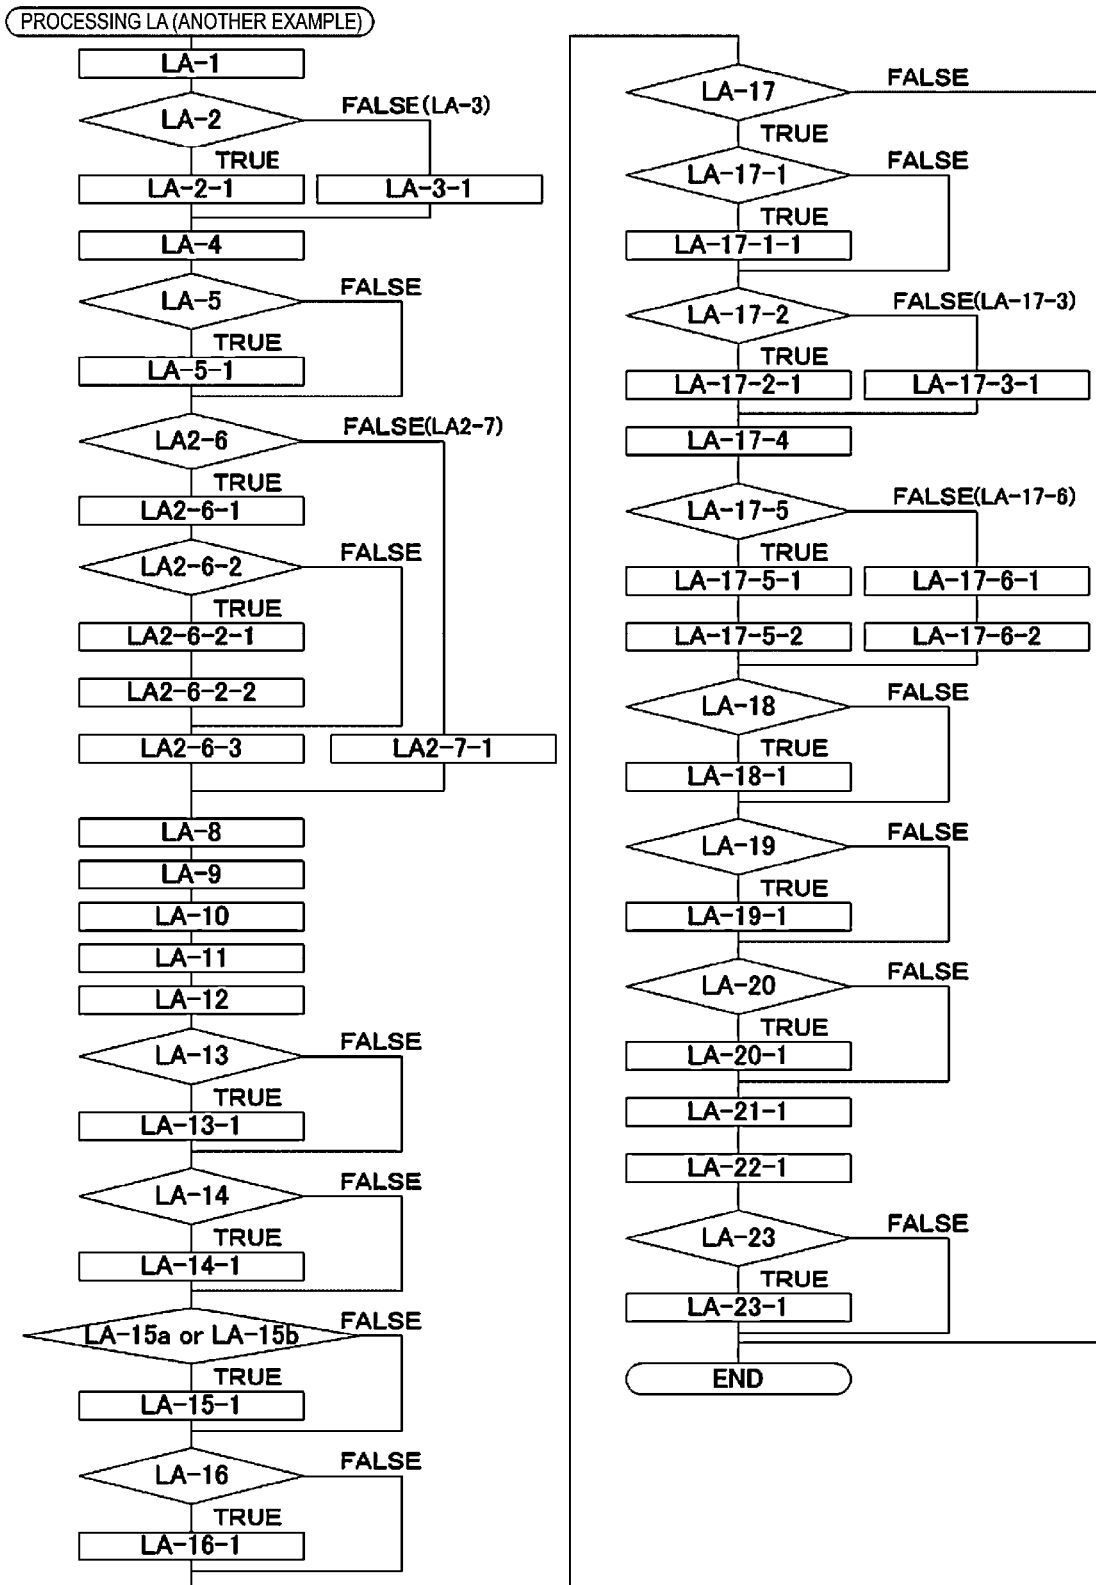 PROCESSING LA (ANOTHER EXAMPLE)
LA-1
LA-2
FALSE(LA-3)
TRUE
LA-2-1
LA-3-1
LA-4
LA-5
FALSE
TRUE
LA-5-1
LA2-6
FALSE(LA2-7)
TRUE
LA2-6-1
LA2-6-2
FALSE
TRUE
LA2-6-2-1
LA2-6-2-2
LA2-6-3
LA2-7-1
LA-8
LA-9
LA-10
LA-11
LA-12
LA-13
FALSE
TRUE
LA-13-1
LA-14
FALSE
TRUE
LA-14-1
LA-15a or LA-15b
FALSE
TRUE
LA-15-1
LA-16
FALSE
TRUE
LA-16-1
LA-17
FALSE
TRUE
LA-17-1
FALSE
TRUE
LA-17-1-1
LA-17-2
FALSE(LA-17-3)
TRUE
LA-17-2-1
LA-17-3-1
LA-17-4
LA-17-5
FALSE(LA-17-6)
TRUE
LA-17-5-1
LA-17-6-1
LA-17-5-2
LA-17-6-2
LA-18
FALSE
TRUE
LA-18-1
LA-19
FALSE
TRUE
LA-19-1
LA-20
FALSE
TRUE
LA-20-1
LA-21-1
LA-22-1
LA-23
FALSE
TRUE
LA-23-1
END